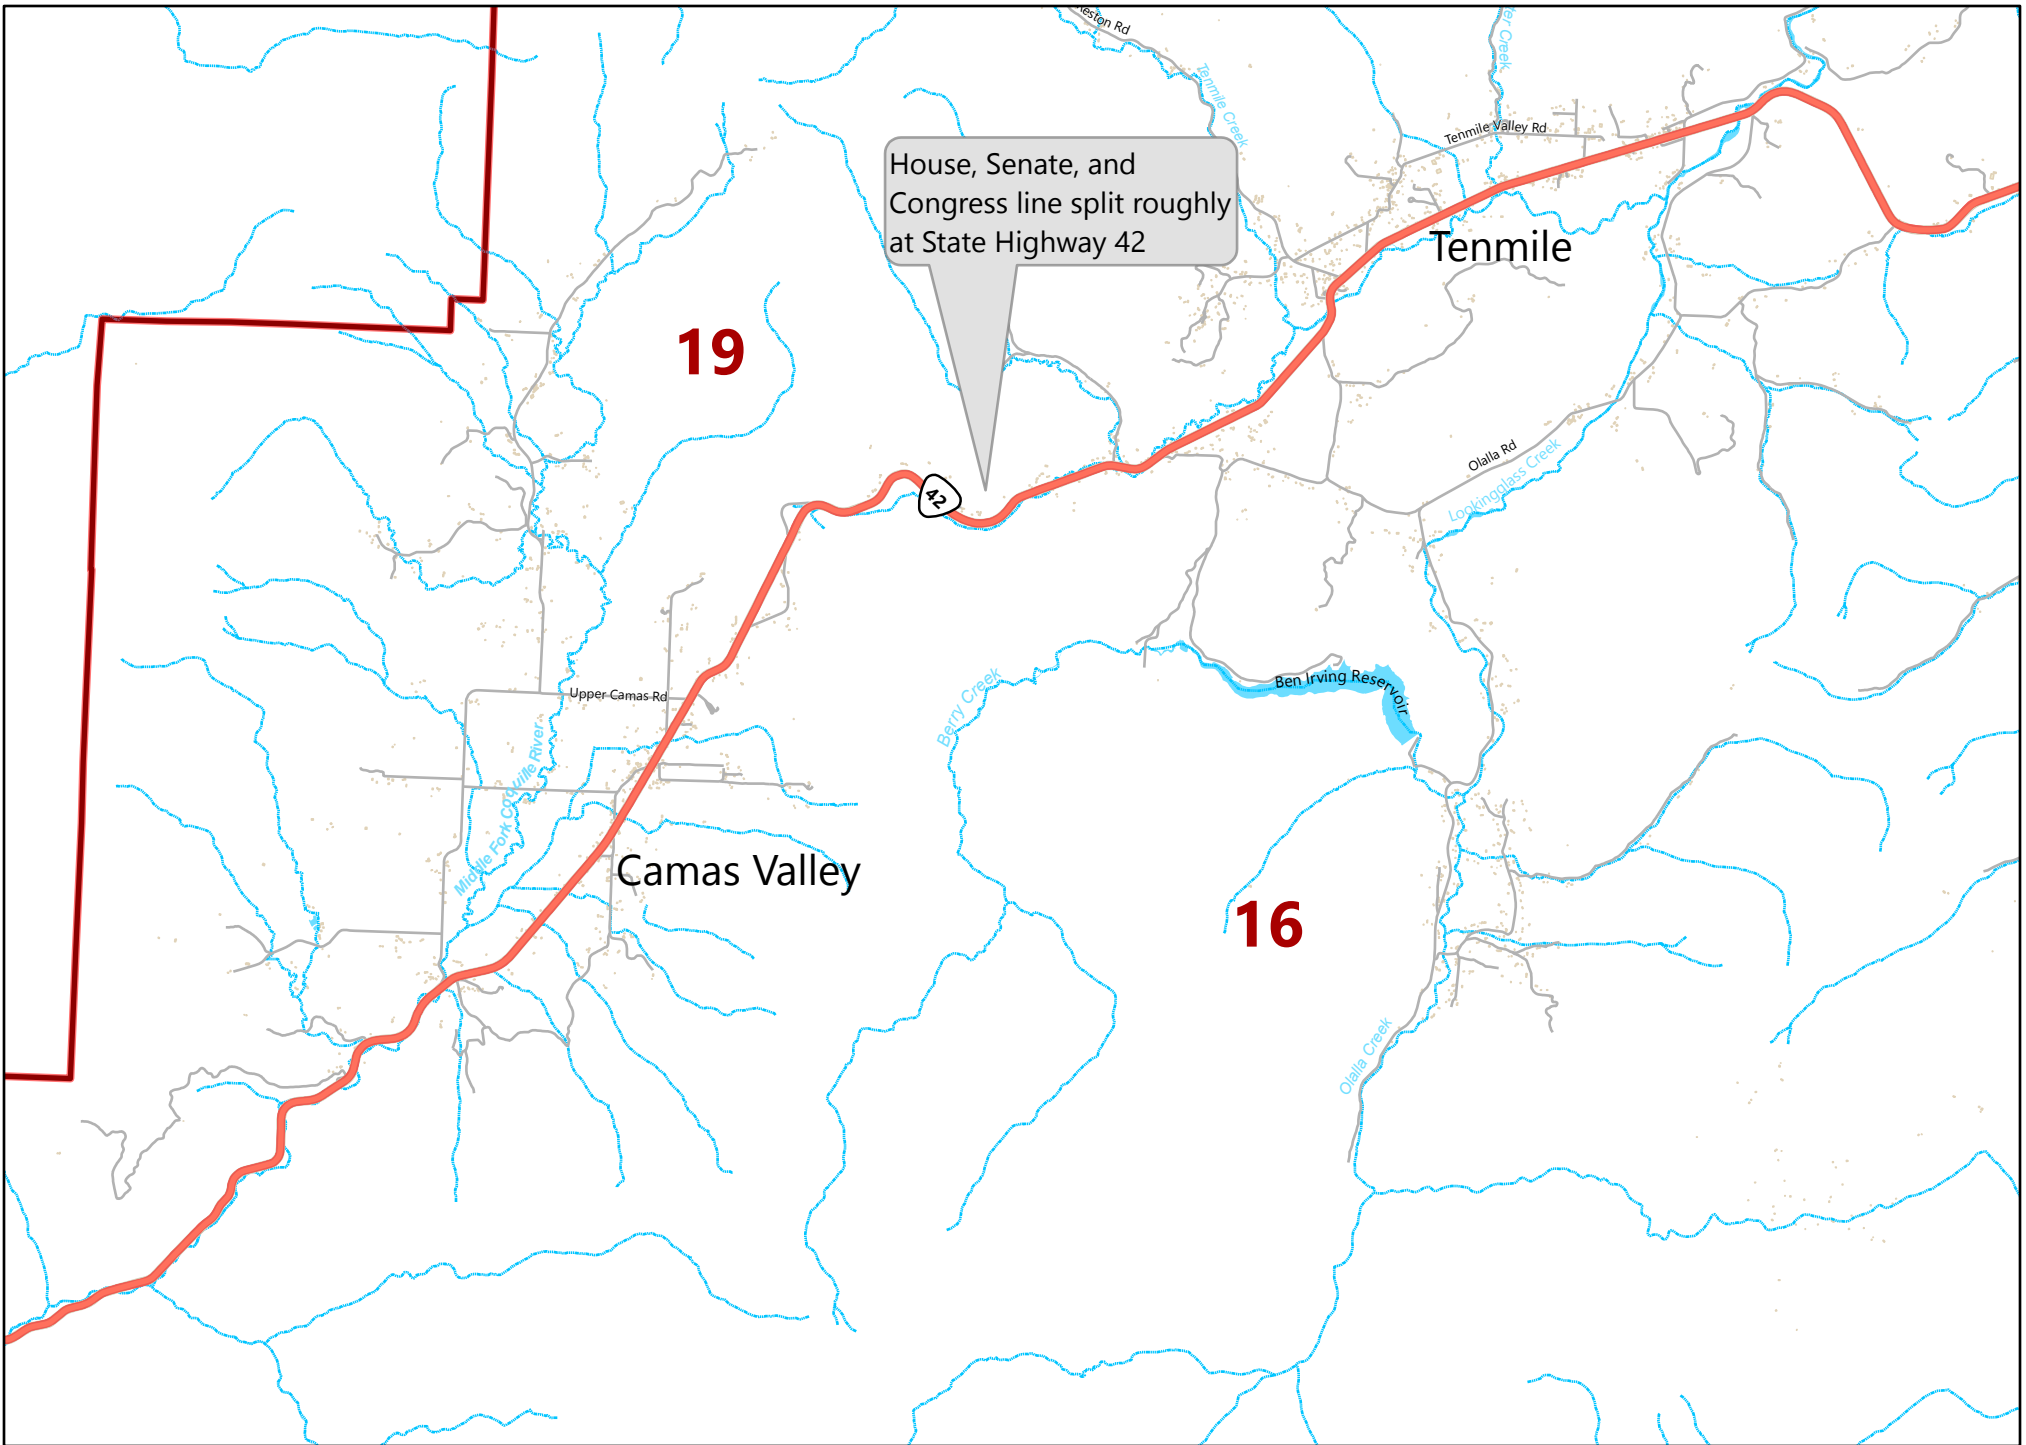 Reston Rd
Tenmile Creek
Tenmile Valley Rd
House, Senate, and
Congress line split roughly
at State Highway 42
Tenmile
19
42
Olalla Rd
Lookingglass Creek
Upper Camas Rd
Berry Creek
Ben Irving Reservoir
Middle Fork Coquille River
Camas Valley
16
Olalla Creek